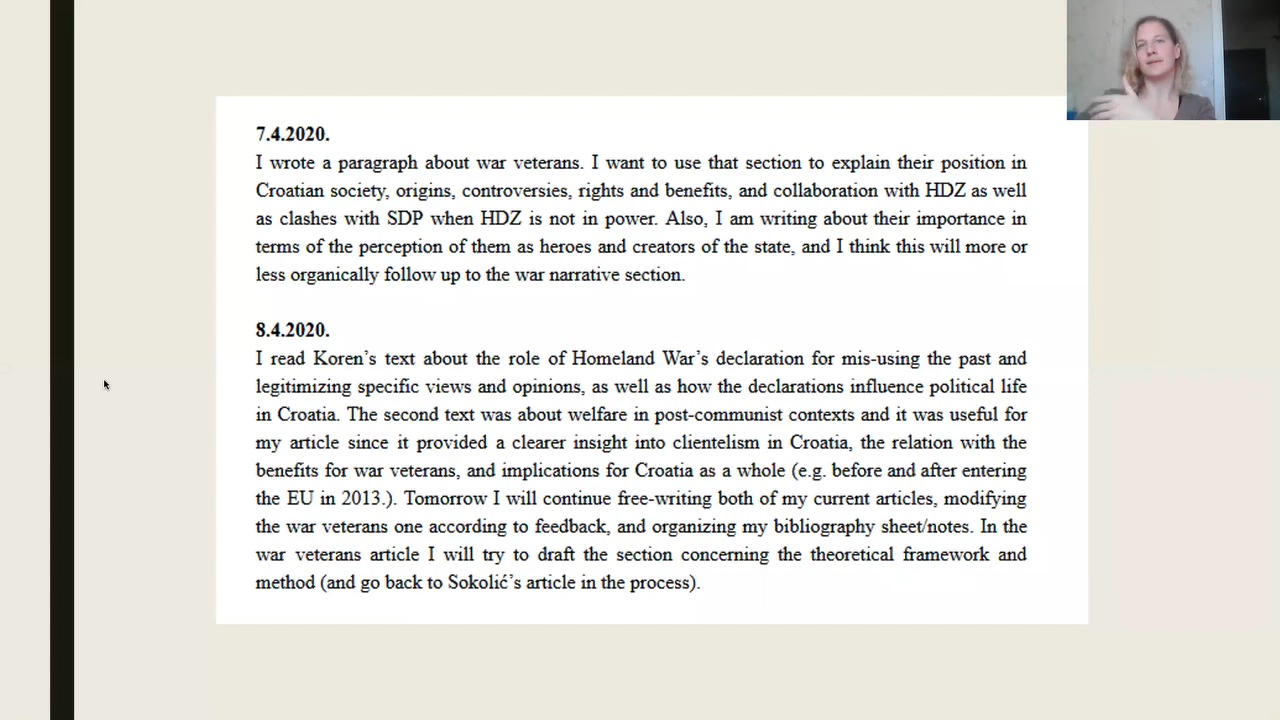 7.4.2020.
I wrote a paragraph about war veterans. I want to use that section to explain their position in
Croatian society, origins, controversies, rights and benefits, and collaboration with HDZ as well
as clashes with SDP when HDZ is not in power. Also, I am writing about their importance in
terms of the perception of them as heroes and creators of the state, and I think this will more or
less organically follow up to the war narrative section.
8.4.2020.
I read Koren’s text about the role of Homeland War’s declaration for mis-using the past and
legitimizing specific views and opinions, as well as how the declarations influence political life
in Croatia. The second text was about welfare in post-communist contexts and it was useful for
my article since it provided a clearer insight into clientelism in Croatia, the relation with the
benefits for war veterans, and implications for Croatia as a whole (e.g. before and after entering
the EU in 2013.). Tomorrow I will continue free-writing both of my current articles, modifying
the war veterans one according to feedback, and organizing my bibliography sheet/notes. In the
war veterans article I will try to draft the section concerning the theoretical framework and
method (and go back to Sokolić’s article in the process).